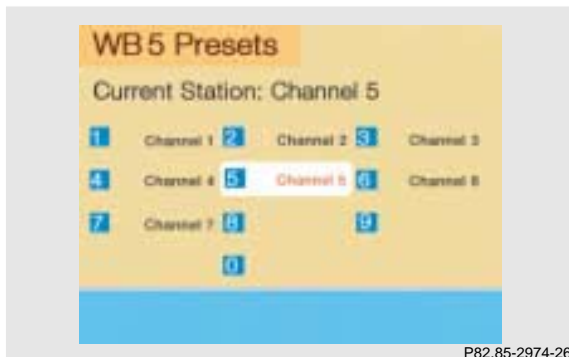 WB 5 Presets
Current Station: Channel 5
1 Channel 1 2 Channel 2 3 Channel 3
4 Channel 4 5 Channel 5 6 Channel 6
7 Channel 7 8 9
0
P82.85-2974-26